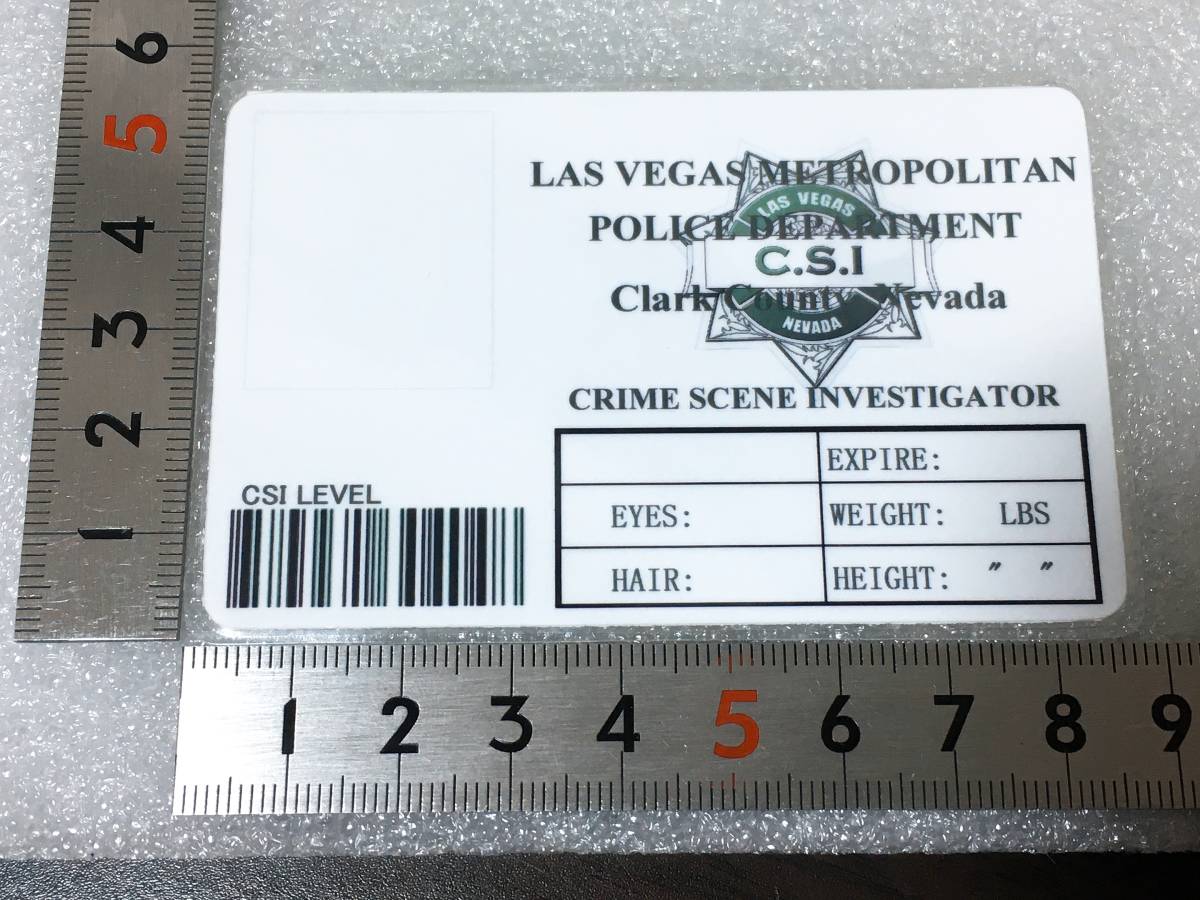 6
5
4
3
2
1
LAS VEGAS METROPOLITAN
LAS VEGAS
POLICE DEPARTMENT
C.S.I
Clark County, Nevada
NEVADA
CRIME SCENE INVESTIGATOR
EXPIRE:
CSI LEVEL
EYES: WEIGHT: LBS
HAIR: HEIGHT: " "
1 2 3 4 5 6 7 8 9